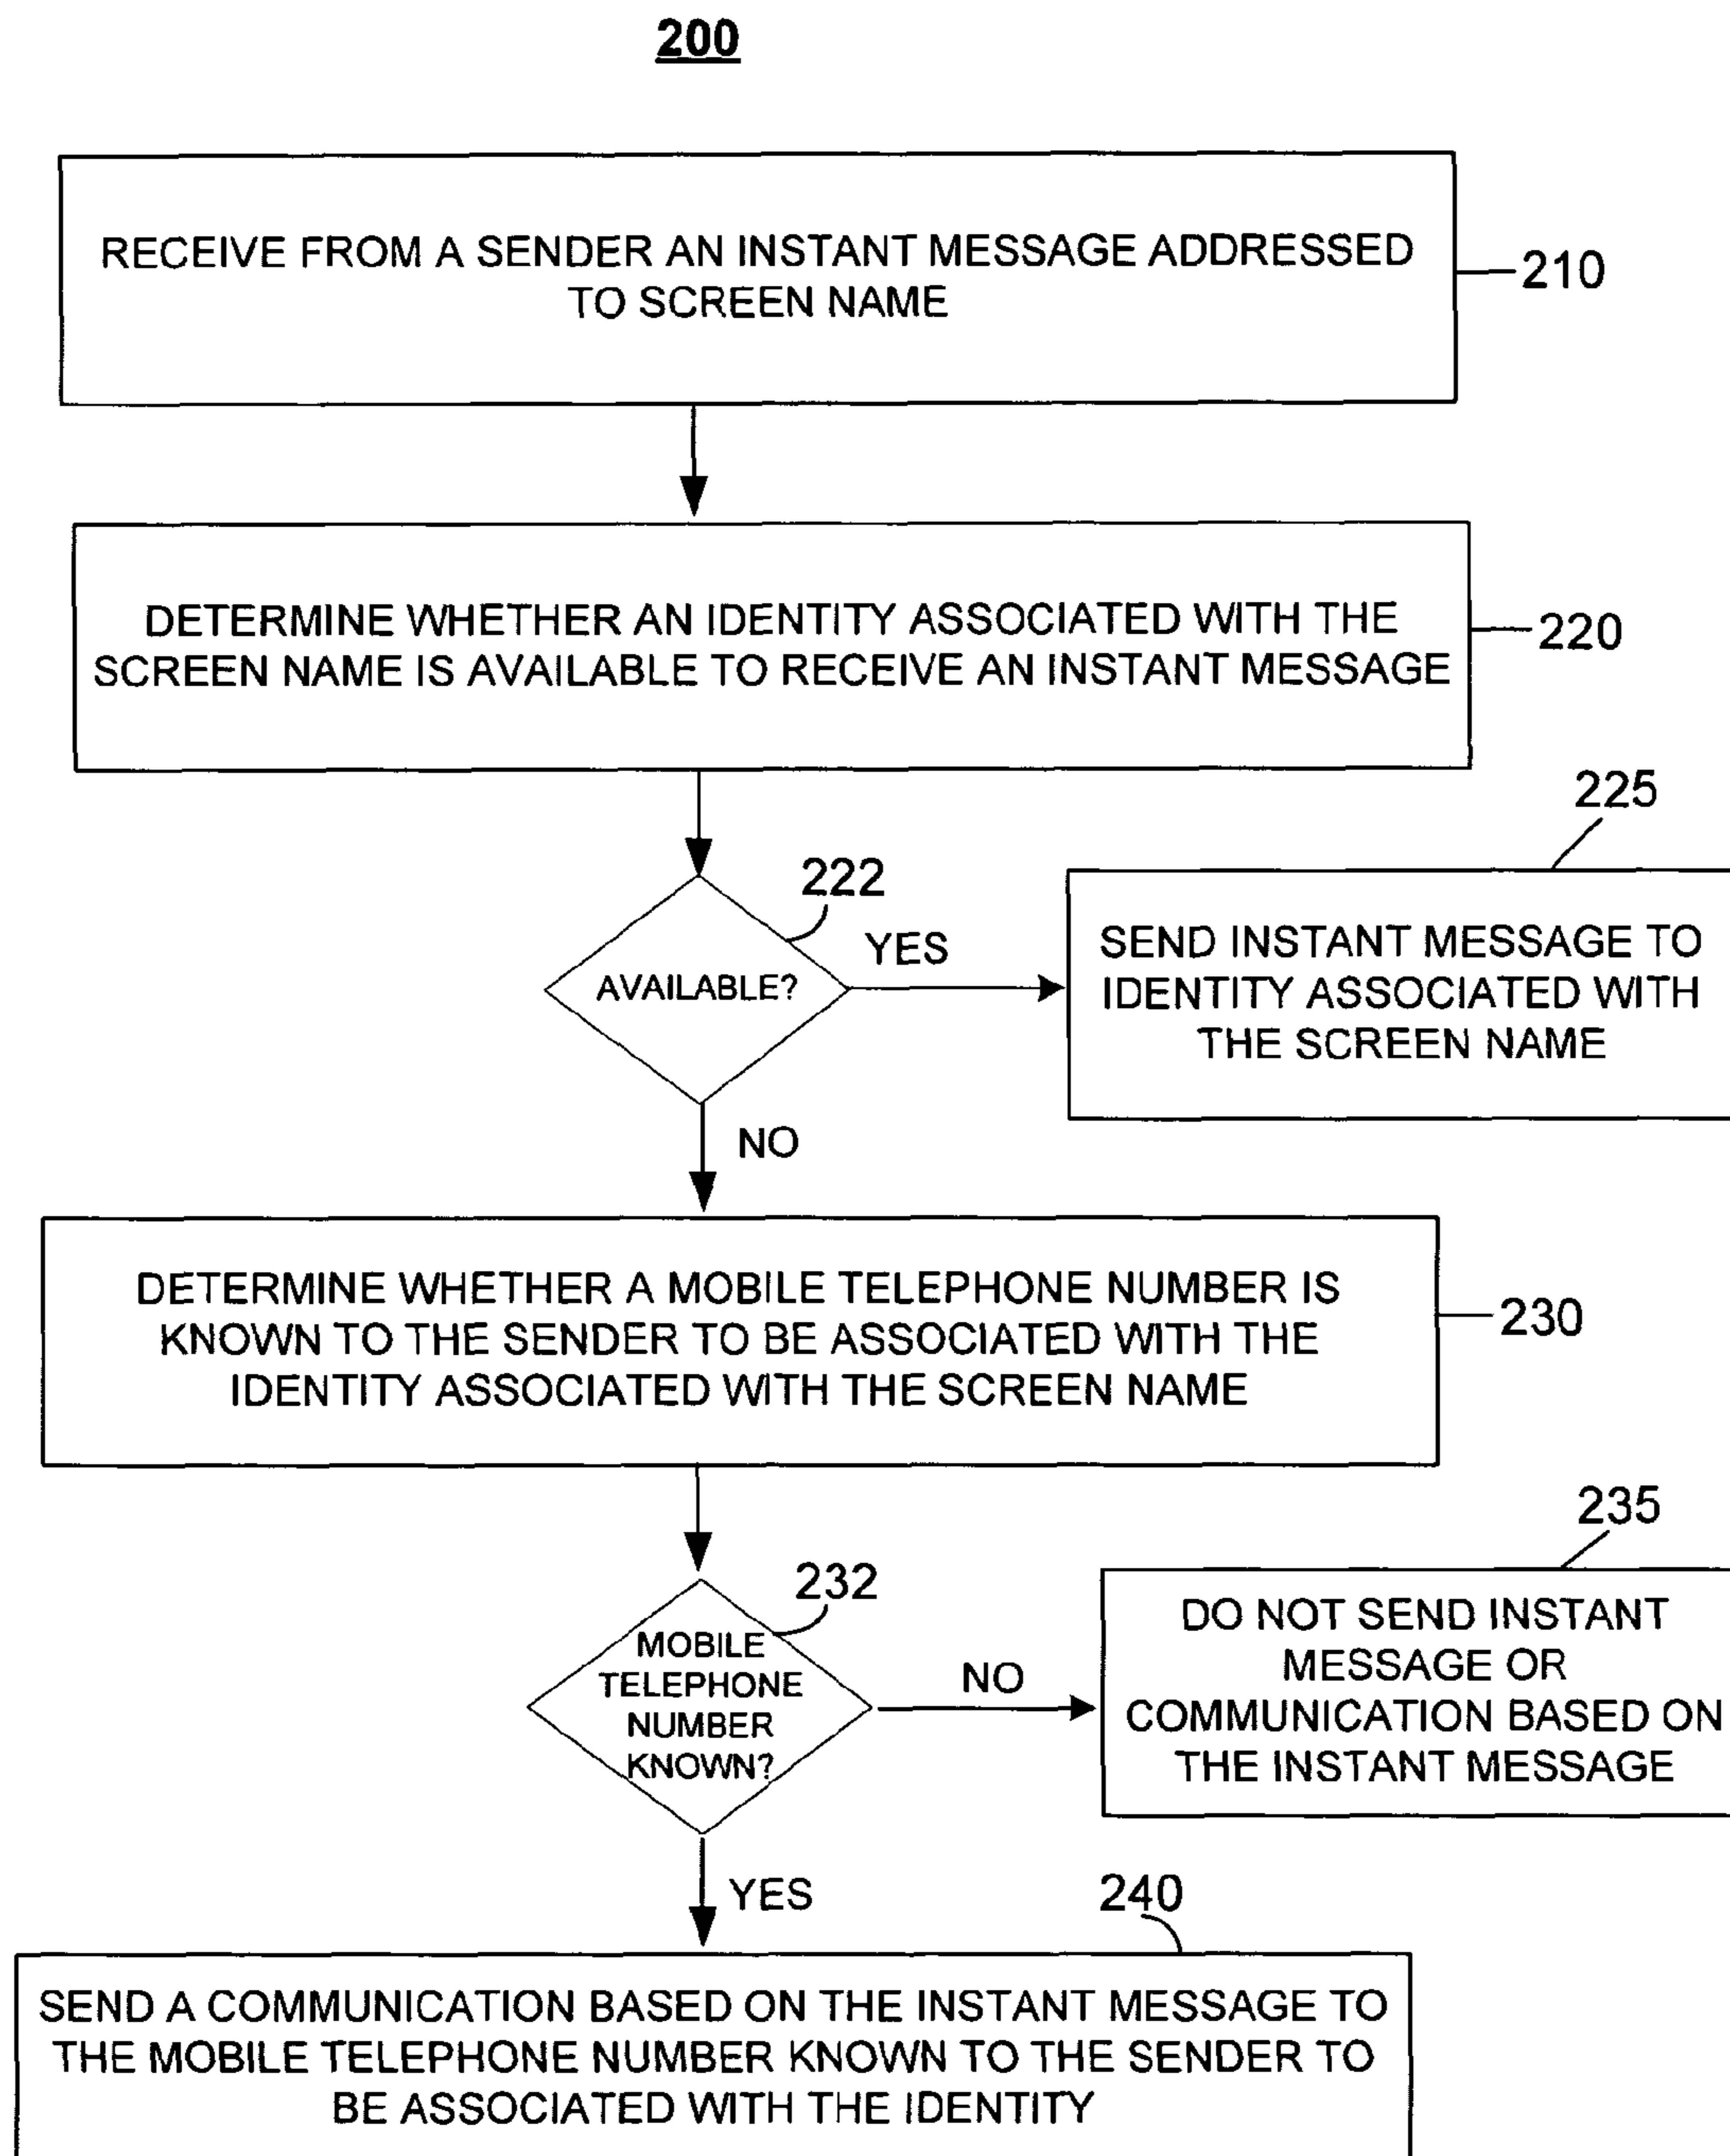 200
RECEIVE FROM A SENDER AN INSTANT MESSAGE ADDRESSED
TO SCREEN NAME
210
DETERMINE WHETHER AN IDENTITY ASSOCIATED WITH THE
SCREEN NAME IS AVAILABLE TO RECEIVE AN INSTANT MESSAGE
220
225
222
AVAILABLE?
YES
SEND INSTANT MESSAGE TO
IDENTITY ASSOCIATED WITH
THE SCREEN NAME
NO
DETERMINE WHETHER A MOBILE TELEPHONE NUMBER IS
KNOWN TO THE SENDER TO BE ASSOCIATED WITH THE
IDENTITY ASSOCIATED WITH THE SCREEN NAME
230
235
232
MOBILE
TELEPHONE
NUMBER
KNOWN?
NO
DO NOT SEND INSTANT
MESSAGE OR
COMMUNICATION BASED ON
THE INSTANT MESSAGE
YES
240
SEND A COMMUNICATION BASED ON THE INSTANT MESSAGE TO
THE MOBILE TELEPHONE NUMBER KNOWN TO THE SENDER TO
BE ASSOCIATED WITH THE IDENTITY